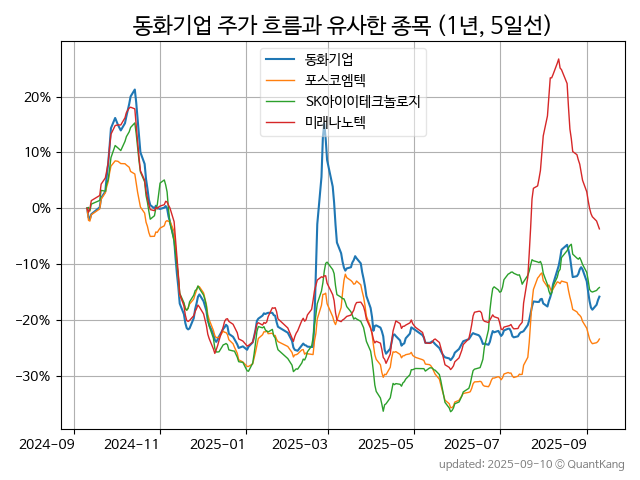 동화기업 주가 흐름과 유사한 종목 (1년, 5일선)
동화기업
포스코엠텍
SK아이이테크놀로지
미래나노텍
20%
10%
0%
−10%
−20%
−30%
2024-09 2024-11 2025-01 2025-03 2025-05 2025-07 2025-09
updated: 2025-09-10 © QuantKang